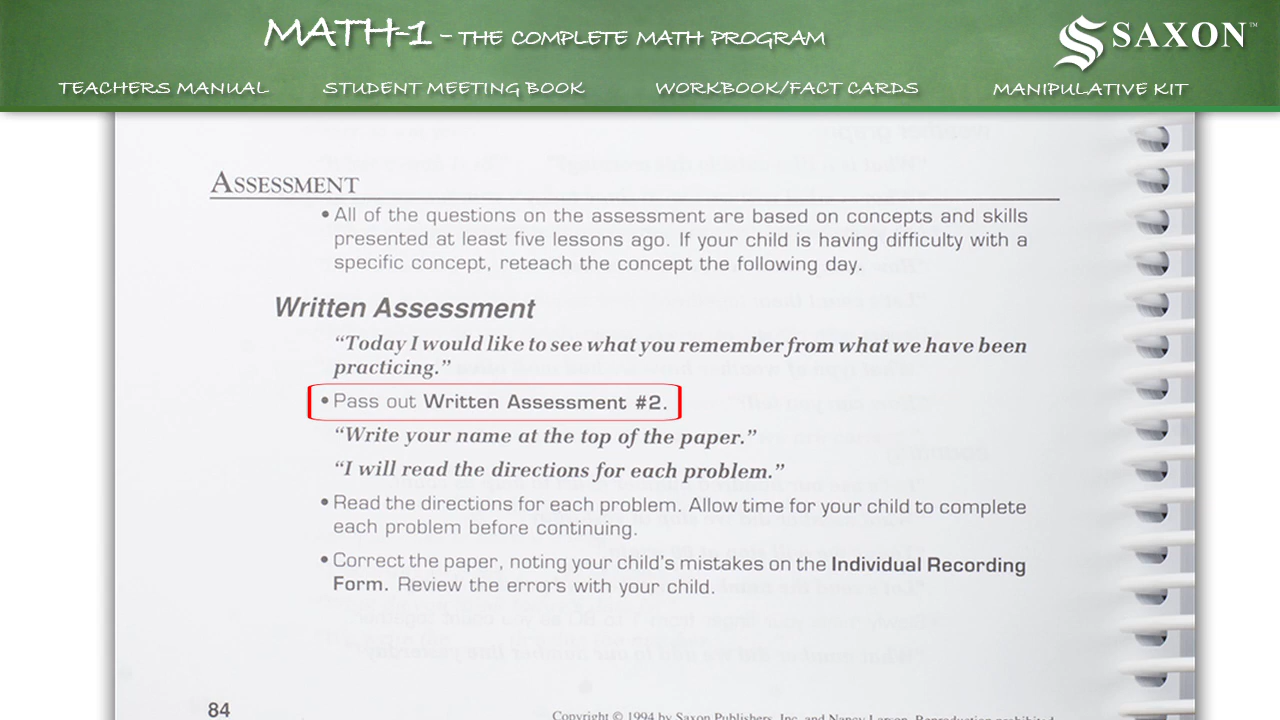 MATH-1 – THE COMPLETE MATH PROGRAM
SAXON™
TEACHERS MANUAL STUDENT MEETING BOOK WORKBOOK/FACT CARDS MANIPULATIVE KIT
ASSESSMENT
• All of the questions on the assessment are based on concepts and skills
presented at least five lessons ago. If your child is having difficulty with a
specific concept, reteach the concept the following day.
Written Assessment
“Today I would like to see what you remember from what we have been
practicing.”
• Pass out Written Assessment #2.
“Write your name at the top of the paper.”
“I will read the directions for each problem.”
• Read the directions for each problem. Allow time for your child to complete
each problem before continuing.
• Correct the paper, noting your child’s mistakes on the Individual Recording
Form. Review the errors with your child.
84
Copyright © 1994 by Saxon Publishers, Inc. and Nancy Larson. Reproduction prohibited.